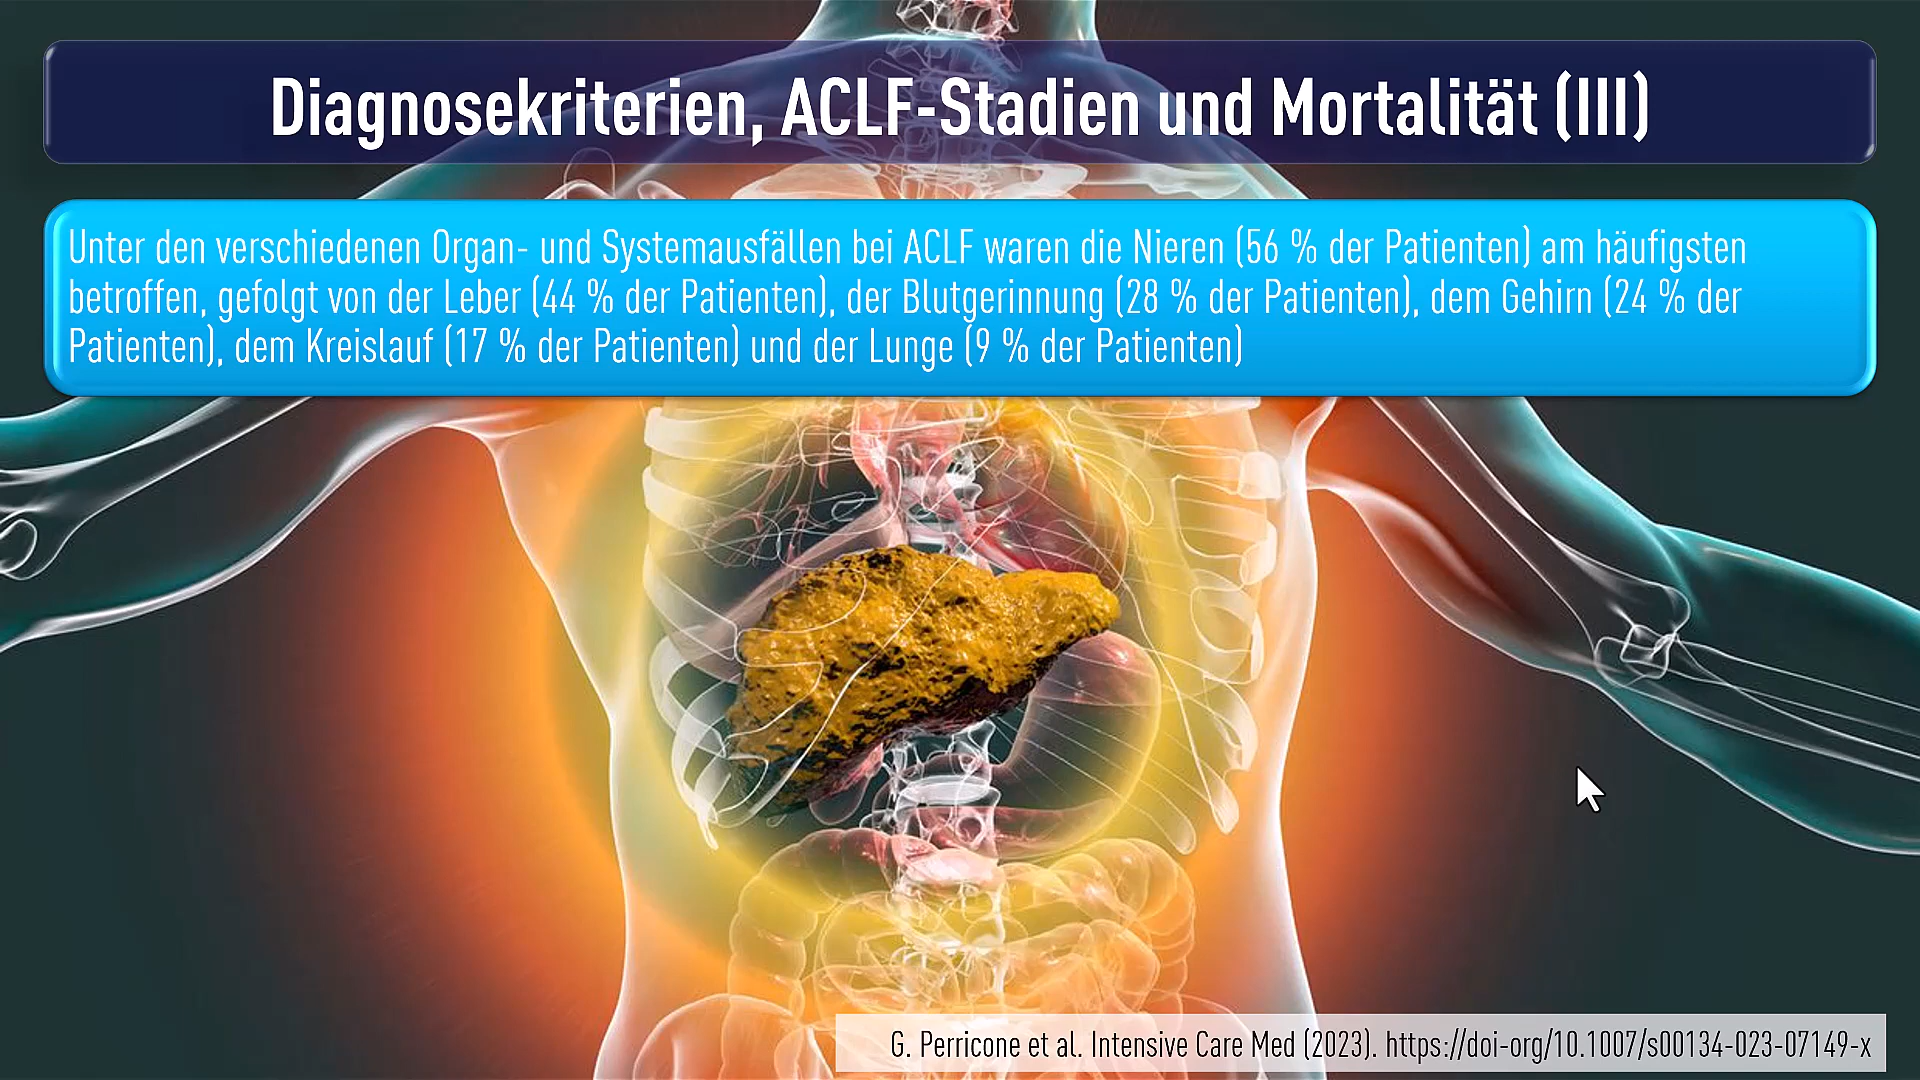 Diagnosekriterien, ACLF-Stadien und Mortalität (III)
Unter den verschiedenen Organ- und Systemausfällen bei ACLF waren die Nieren (56 % der Patienten) am häufigsten
betroffen, gefolgt von der Leber (44 % der Patienten), der Blutgerinnung (28 % der Patienten), dem Gehirn (24 % der
Patienten), dem Kreislauf (17 % der Patienten) und der Lunge (9 % der Patienten)
G. Perricone et al. Intensive Care Med (2023). https://doi-org/10.1007/s00134-023-07149-x